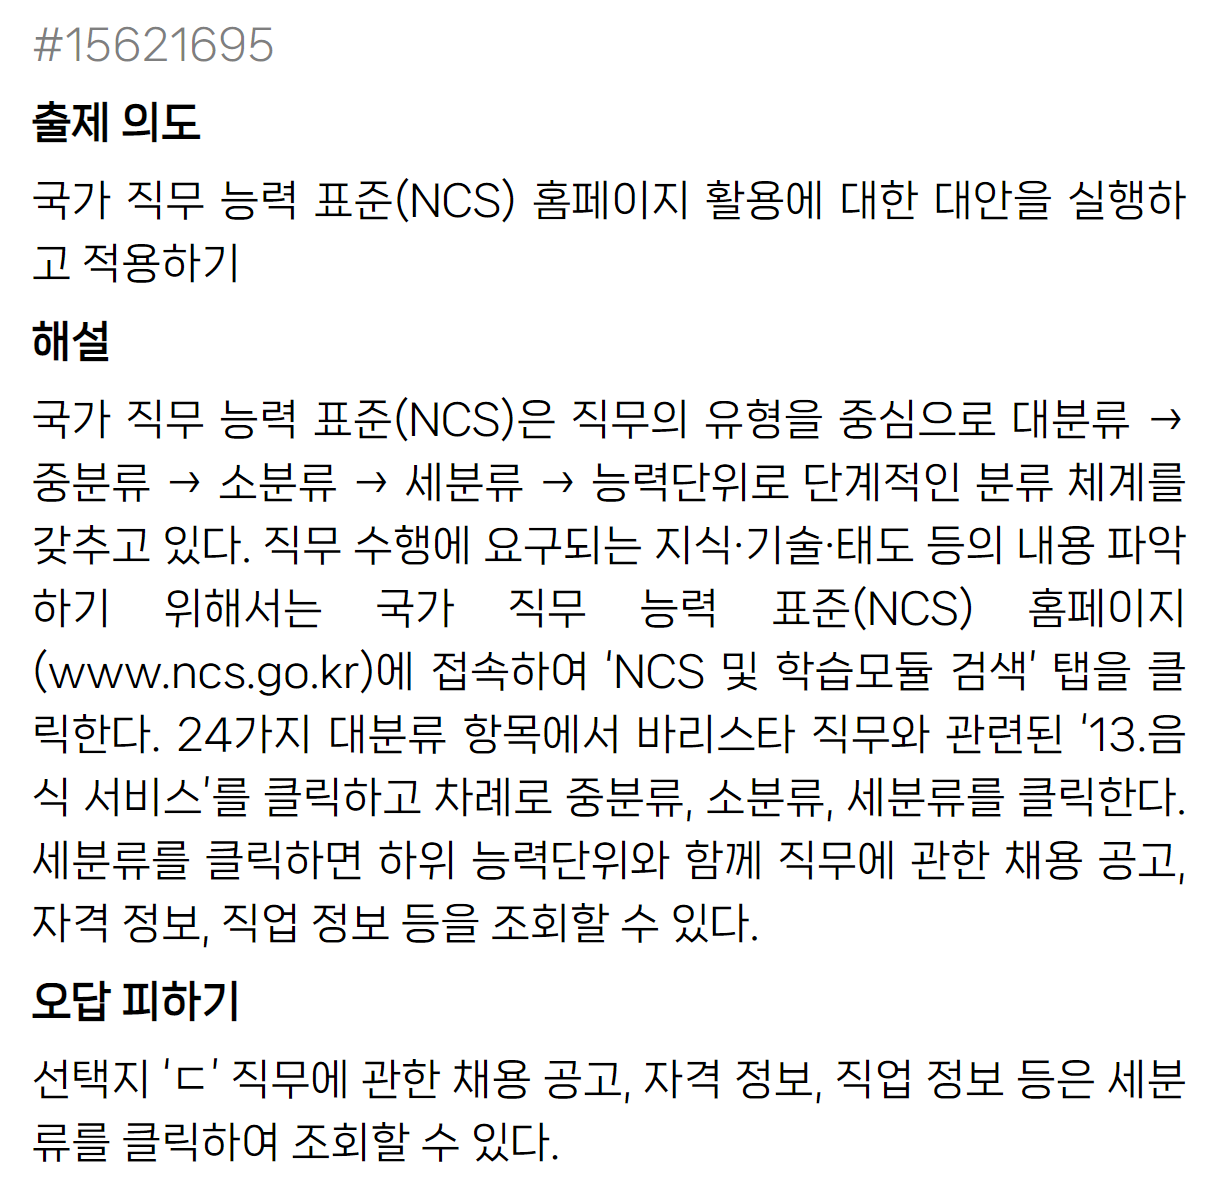 #15621695
출제 의도
국가 직무 능력 표준(NCS) 홈페이지 활용에 대한 대안을 실행하
고 적용하기
해설
국가 직무 능력 표준(NCS)은 직무의 유형을 중심으로 대분류 →
중분류 → 소분류 → 세분류 → 능력단위로 단계적인 분류 체계를
갖추고 있다. 직무 수행에 요구되는 지식·기술·태도 등의 내용 파악
하기 위해서는 국가 직무 능력 표준(NCS) 홈페이지
(www.ncs.go.kr)에 접속하여 ‘NCS 및 학습모듈 검색’ 탭을 클
릭한다. 24가지 대분류 항목에서 바리스타 직무와 관련된 ‘13.음
식 서비스’를 클릭하고 차례로 중분류, 소분류, 세분류를 클릭한다.
세분류를 클릭하면 하위 능력단위와 함께 직무에 관한 채용 공고,
자격 정보, 직업 정보 등을 조회할 수 있다.
오답 피하기
선택지 ‘ㄷ’ 직무에 관한 채용 공고, 자격 정보, 직업 정보 등은 세분
류를 클릭하여 조회할 수 있다.